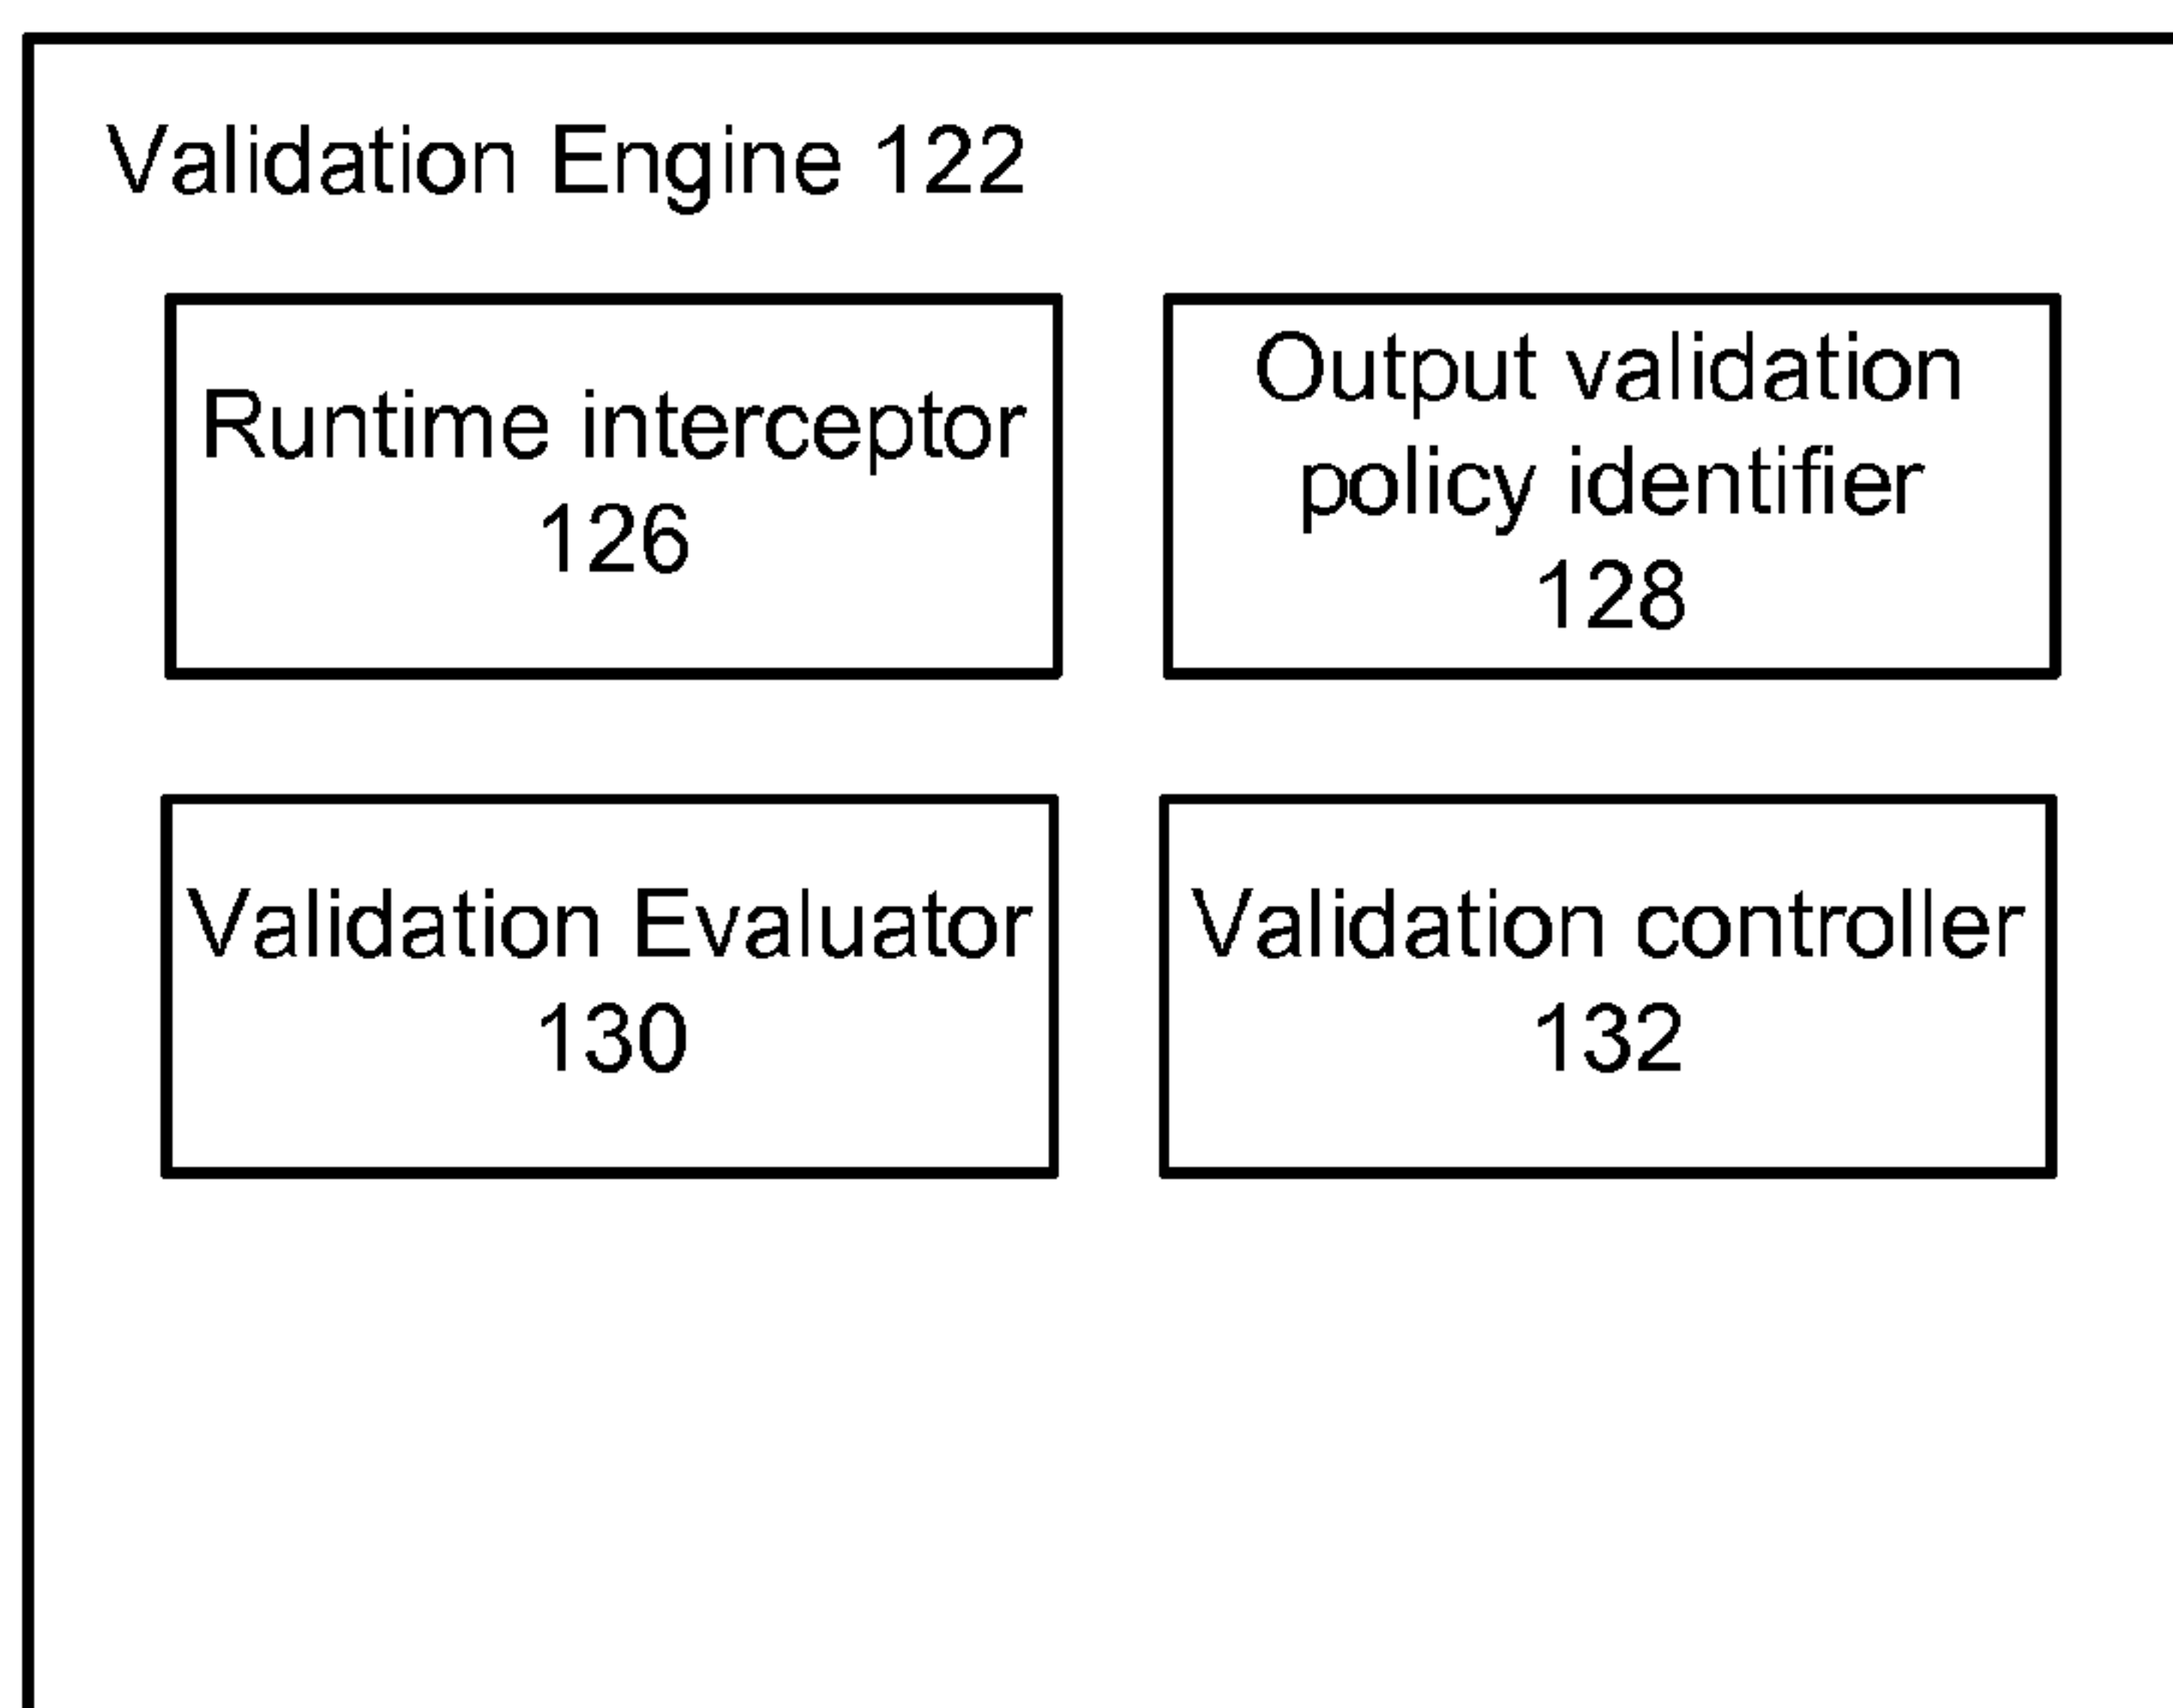 Validation Engine 122
Runtime interceptor
126
Output validation
policy identifier
128
Validation Evaluator
130
Validation controller
132